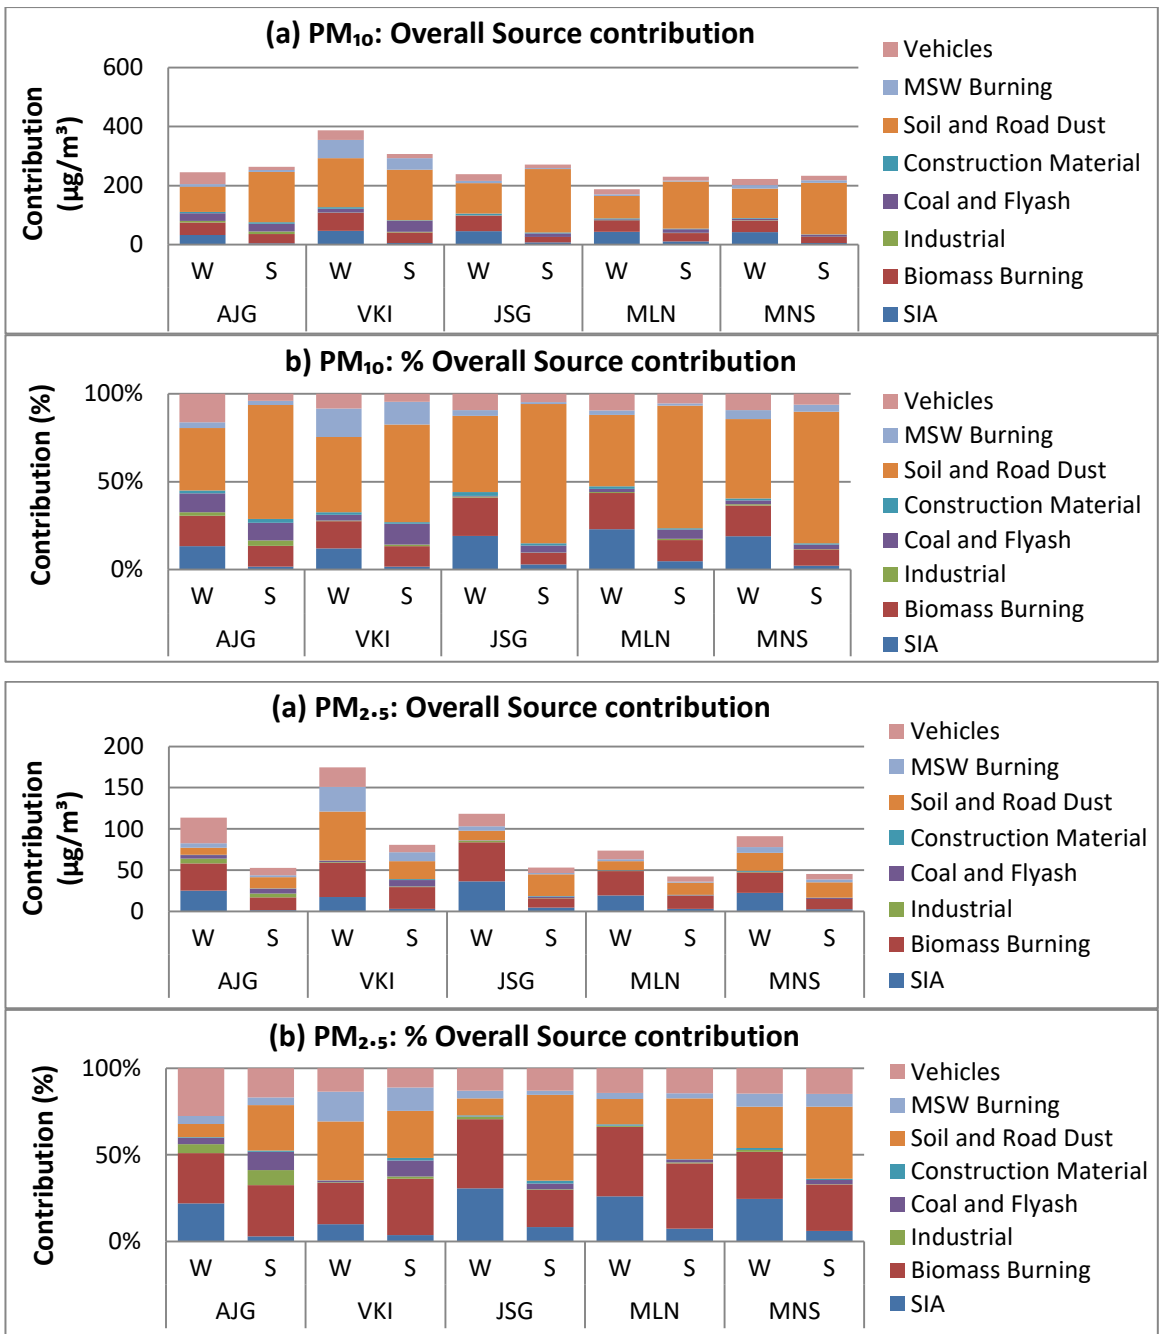 (a) PM₁₀: Overall Source contribution
Contribution
(µg/m³)
600
400
200
0
W S W S W S W S W S
AJG VKI JSG MLN MNS
Vehicles
MSW Burning
Soil and Road Dust
Construction Material
Coal and Flyash
Industrial
Biomass Burning
SIA
b) PM₁₀: % Overall Source contribution
Contribution (%)
100%
50%
0%
W S W S W S W S W S
AJG VKI JSG MLN MNS
Vehicles
MSW Burning
Soil and Road Dust
Construction Material
Coal and Flyash
Industrial
Biomass Burning
SIA
(a) PM₂.₅: Overall Source contribution
Contribution
(µg/m³)
200
150
100
50
0
W S W S W S W S W S
AJG VKI JSG MLN MNS
Vehicles
MSW Burning
Soil and Road Dust
Construction Material
Coal and Flyash
Industrial
Biomass Burning
SIA
(b) PM₂.₅: % Overall Source contribution
Contribution (%)
100%
50%
0%
W S W S W S W S W S
AJG VKI JSG MLN MNS
Vehicles
MSW Burning
Soil and Road Dust
Construction Material
Coal and Flyash
Industrial
Biomass Burning
SIA